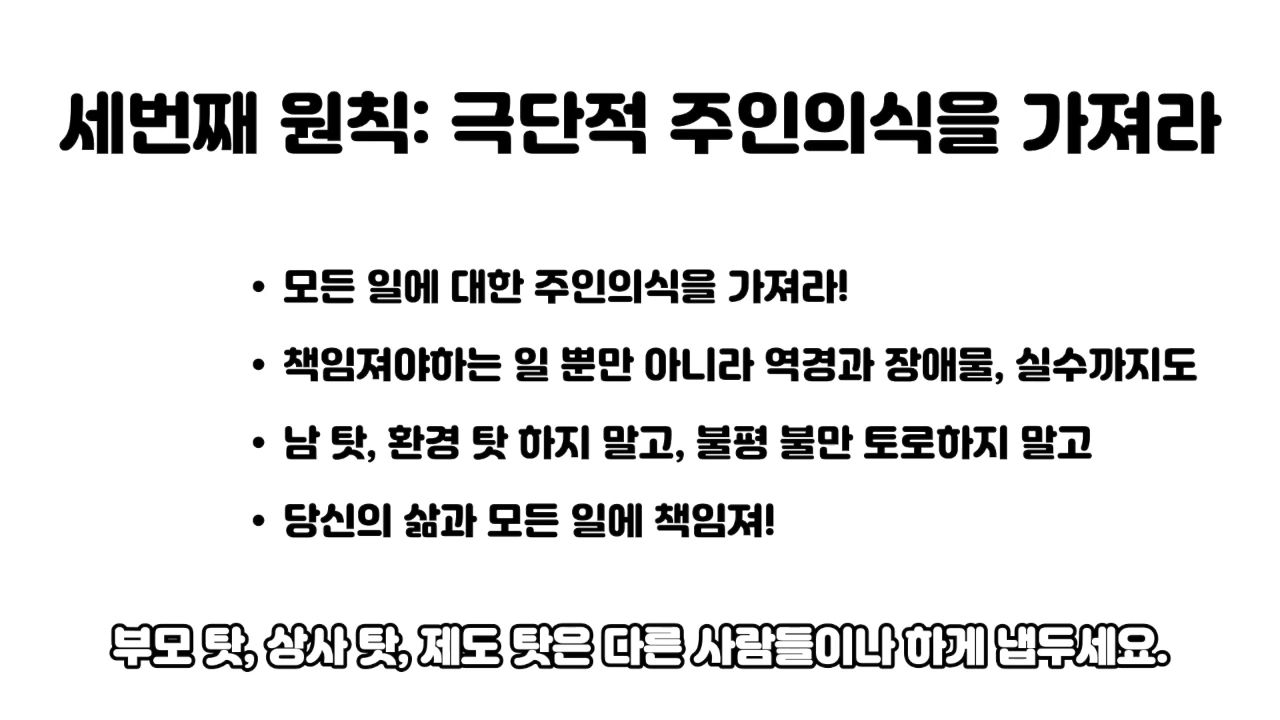 세번째 원칙: 극단적 주인의식을 가져라
• 모든 일에 대한 주인의식을 가져라!
• 책임져야하는 일 뿐만 아니라 역경과 장애물, 실수까지도
• 남 탓, 환경 탓 하지 말고, 불평 불만 토로하지 말고
• 당신의 삶과 모든 일에 책임져!
부모 탓, 상사 탓, 제도 탓은 다른 사람들이나 하게 냅두세요.